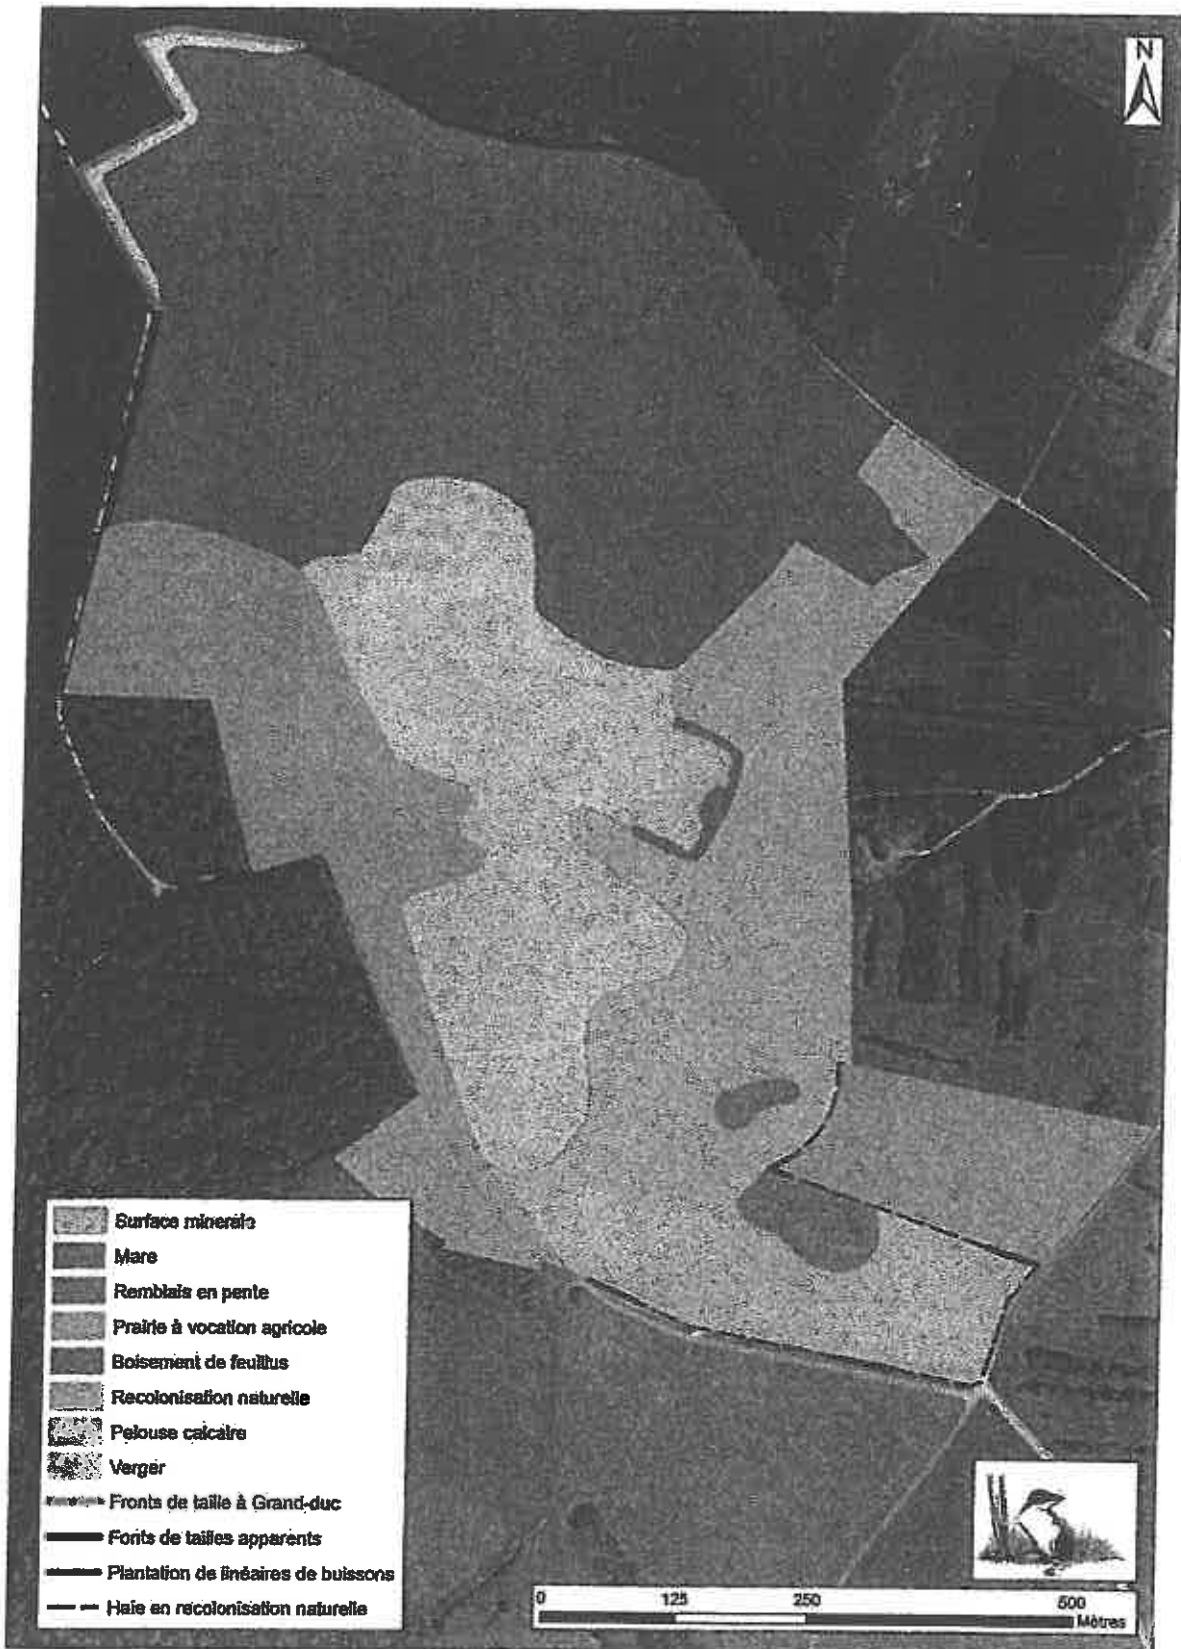 N
Surface minerale
Mare
Remblais en pente
Prairie à vocation agricole
Boisement de feuillus
Recolonisation naturelle
Pelouse calcaire
Verger
Fronts de taille à Grand-duc
Fonts de tailles apparents
Plantation de linéaires de buissons
Haie en recolonisation naturelle
0 125 250 500
Mètres